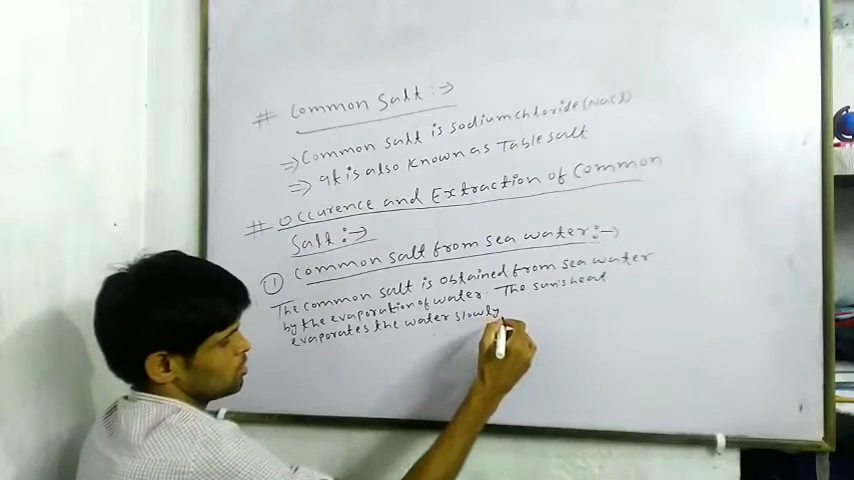 # Common Salt :->
=> Common salt is sodium chloride (NaCl)
=> It is also known as Table salt
# Occurence and Extraction of Common
Salt :->
① Common salt from sea water :->
The common salt is obtained from sea water
by the evaporation of water. The sun's heat
evaporates the water slowly